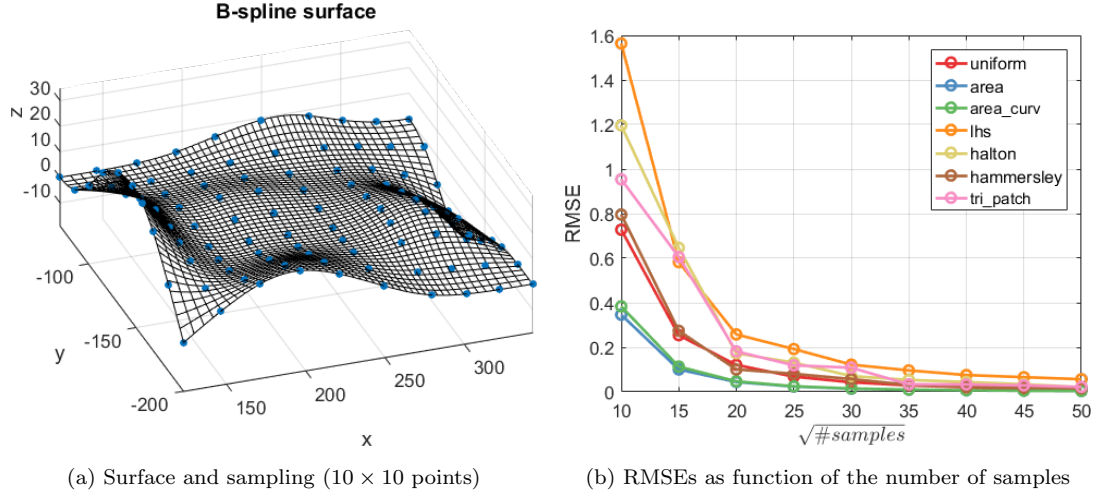 B-spline surface
30
20
10
0
-10
z
-100
-150
-200
y
150
200
250
300
x
(a) Surface and sampling (10 × 10 points)
1.6
1.4
1.2
1
0.8
0.6
0.4
0.2
0
RMSE
uniform
area
area_curv
lhs
halton
hammersley
tri_patch
10 15 20 25 30 35 40 45 50
√#samples
(b) RMSEs as function of the number of samples